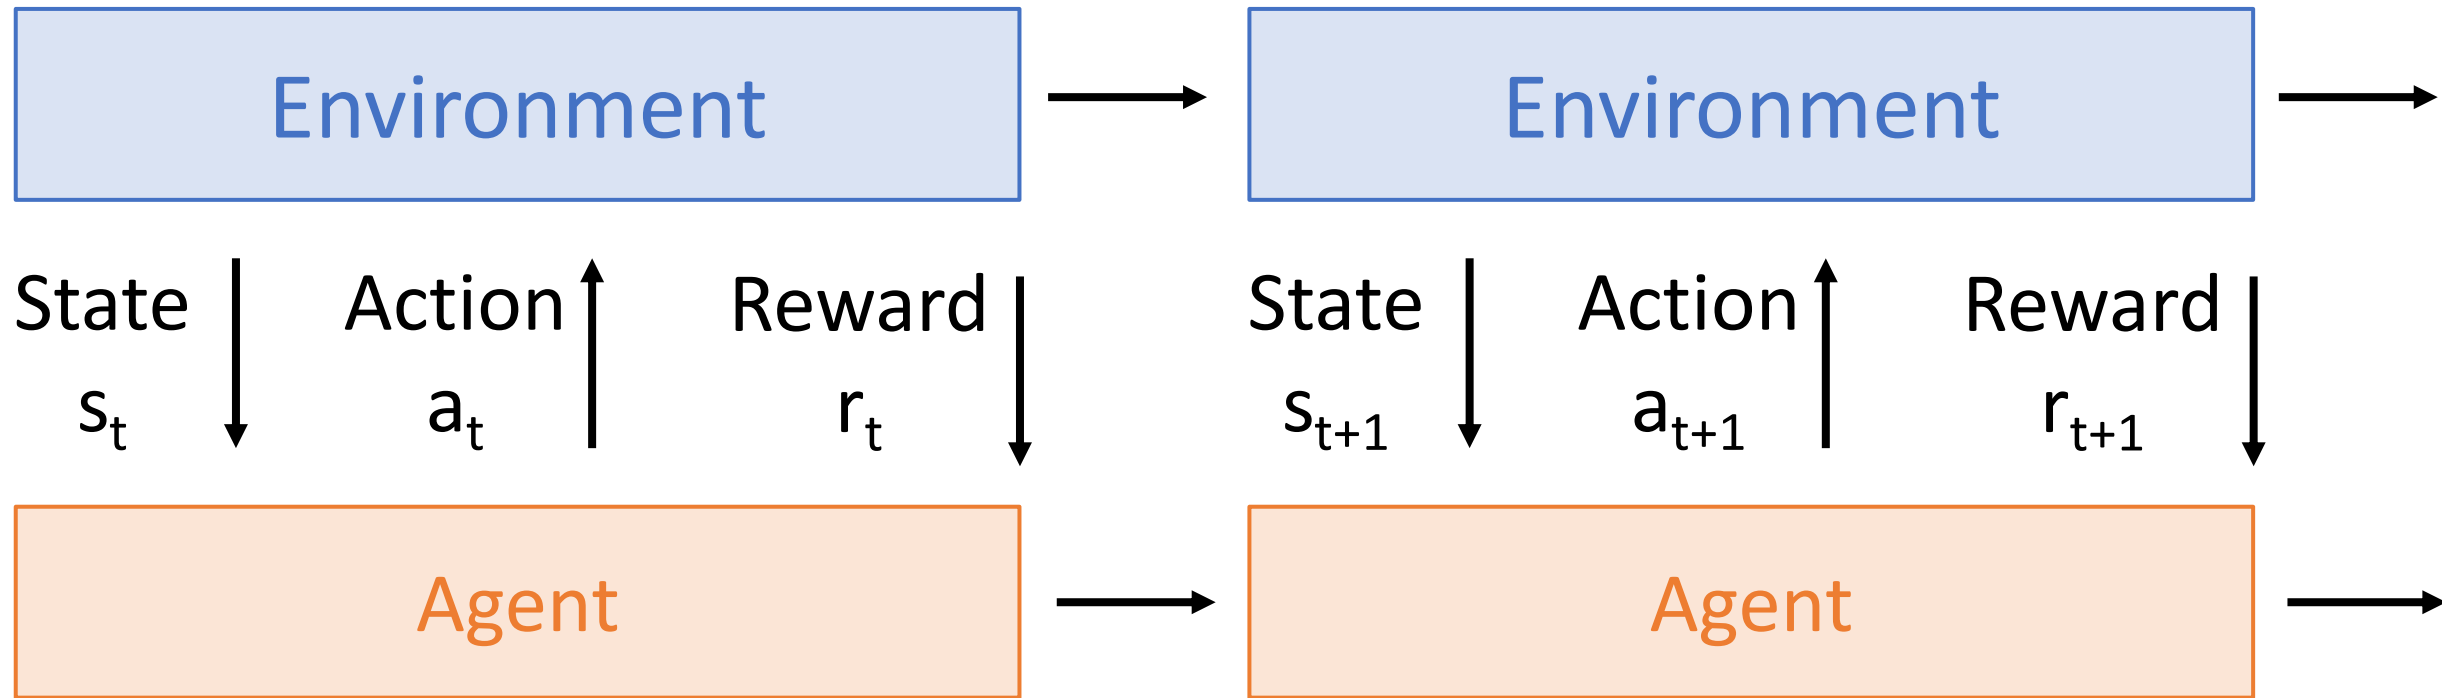 Environment
Environment
State
Action
Reward
State
Action
Reward
sₜ
aₜ
rₜ
sₜ₊₁
aₜ₊₁
rₜ₊₁
Agent
Agent